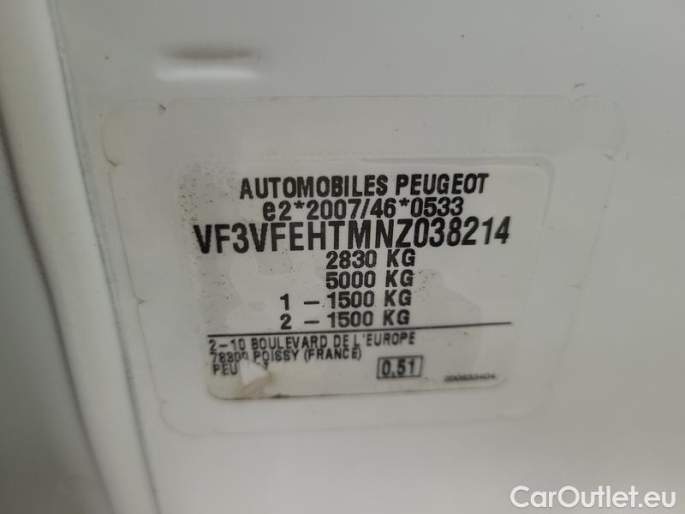 AUTOMOBILES PEUGEOT
e2*2007/46*0533
VF3VFEHTMNZ038214
2830 KG
5000 KG
1 - 1500 KG
2 - 1500 KG
2-10 BOULEVARD DE L'EUROPE
78300 POISSY (FRANCE)
0.51
CarOutlet.eu